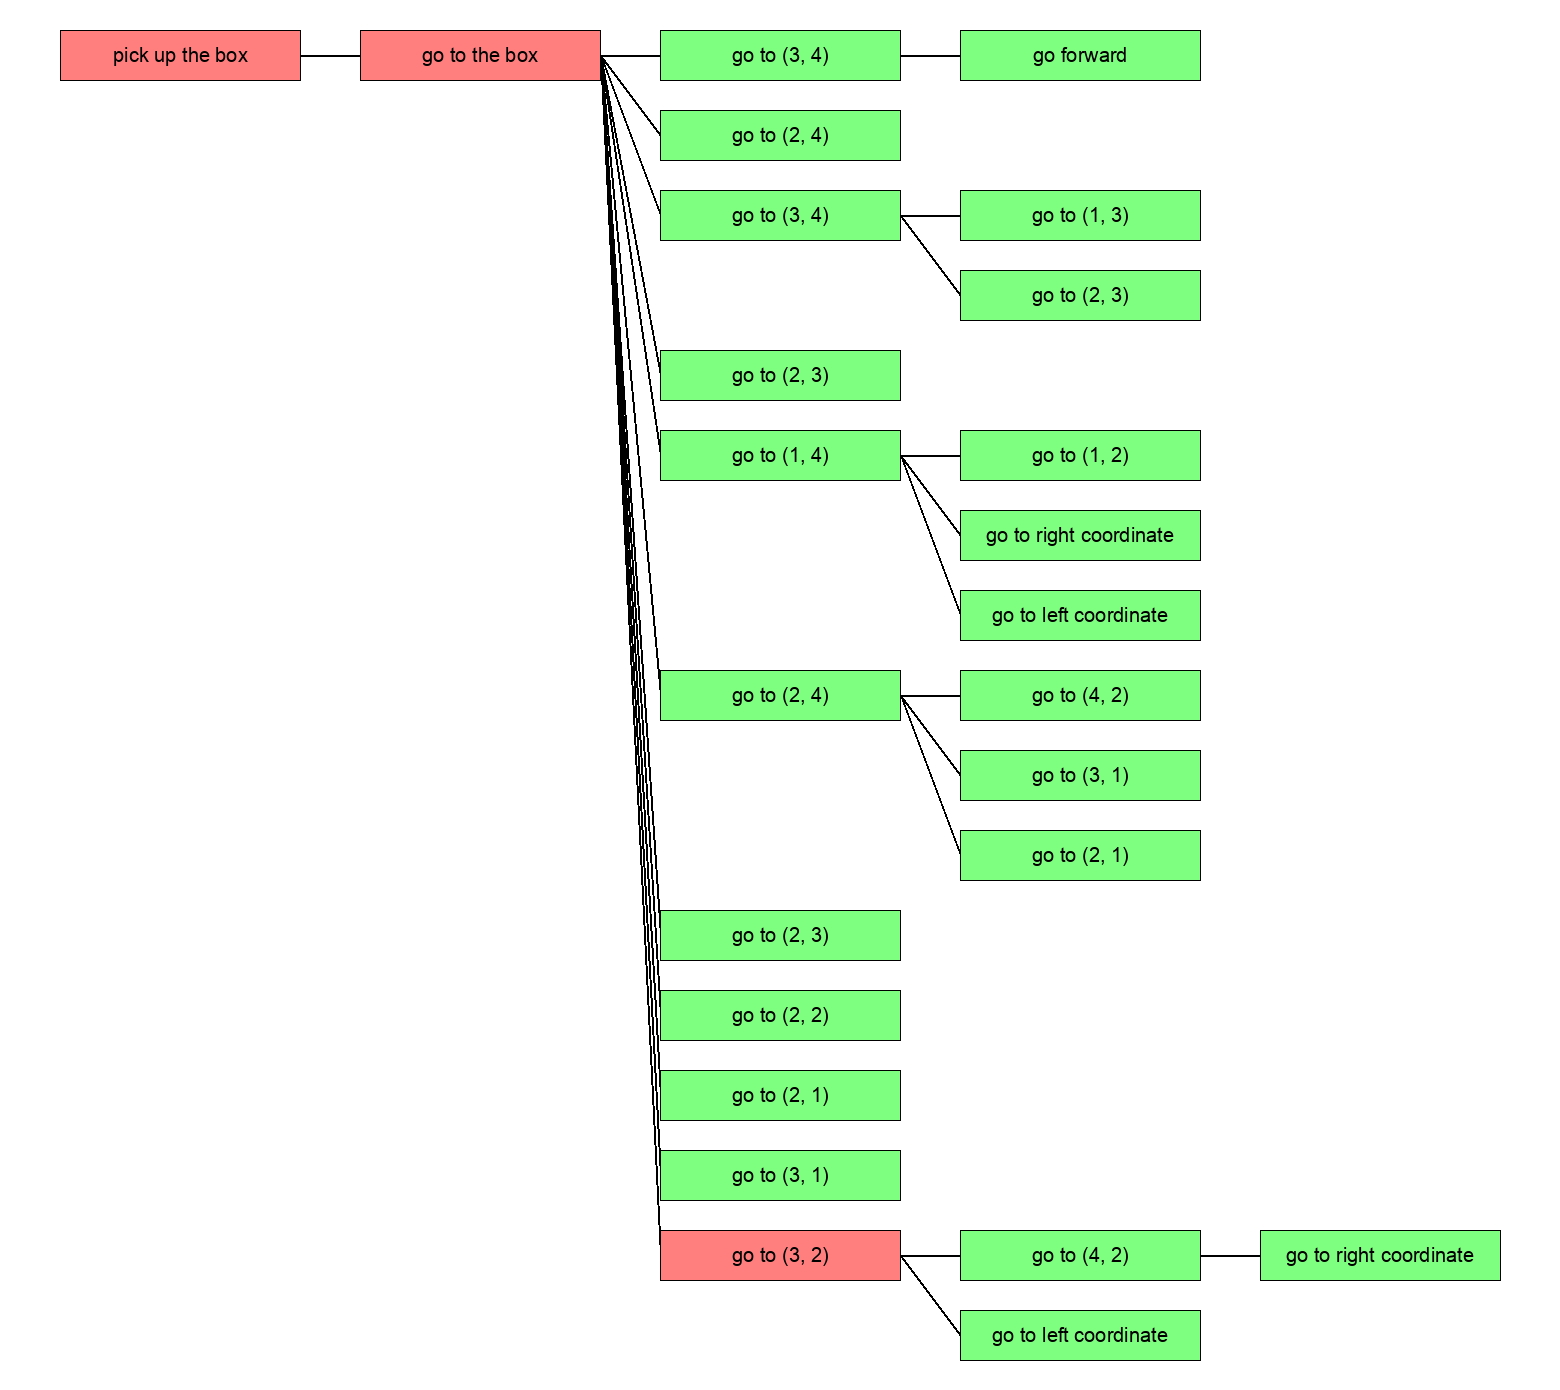 pick up the box
go to the box
go to (3, 4)
go forward
go to (2, 4)
go to (3, 4)
go to (1, 3)
go to (2, 3)
go to (2, 3)
go to (1, 4)
go to (1, 2)
go to right coordinate
go to left coordinate
go to (2, 4)
go to (4, 2)
go to (3, 1)
go to (2, 1)
go to (2, 3)
go to (2, 2)
go to (2, 1)
go to (3, 1)
go to (3, 2)
go to (4, 2)
go to right coordinate
go to left coordinate